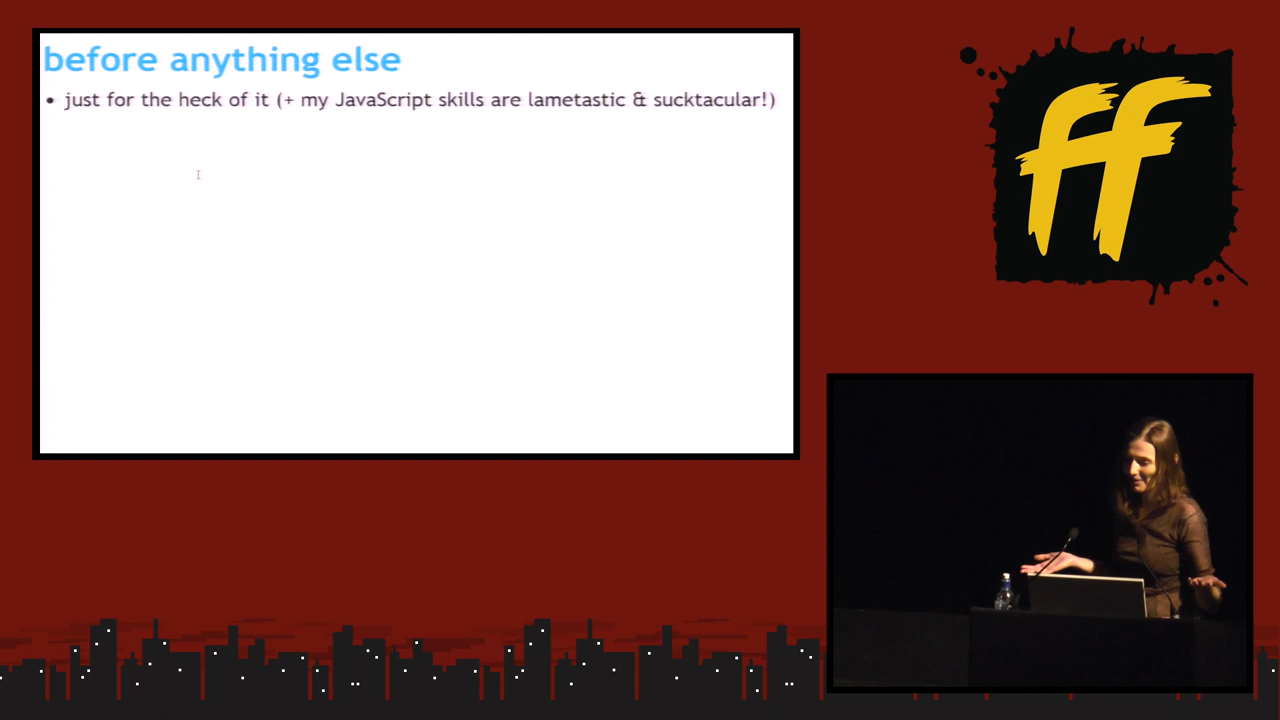 before anything else
• just for the heck of it (+ my JavaScript skills are lametastic & sucktacular!)
ff